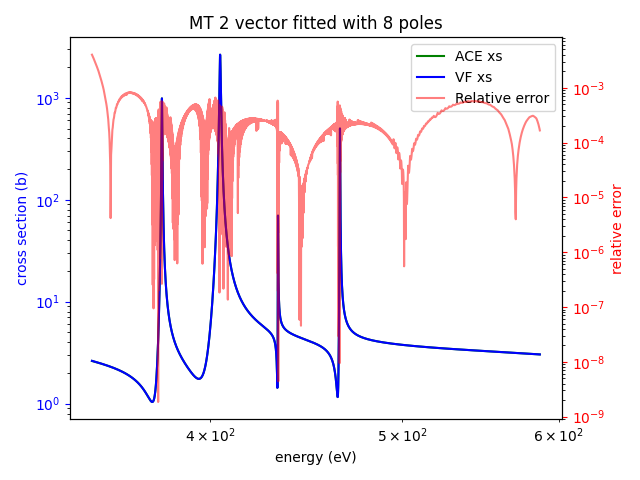 MT 2 vector fitted with 8 poles
ACE xs
VF xs
Relative error
cross section (b)
10³
10²
10¹
10⁰
10⁻³
10⁻⁴
10⁻⁵
10⁻⁶
10⁻⁷
10⁻⁸
10⁻⁹
relative error
4 × 10² 5 × 10² 6 × 10²
energy (eV)